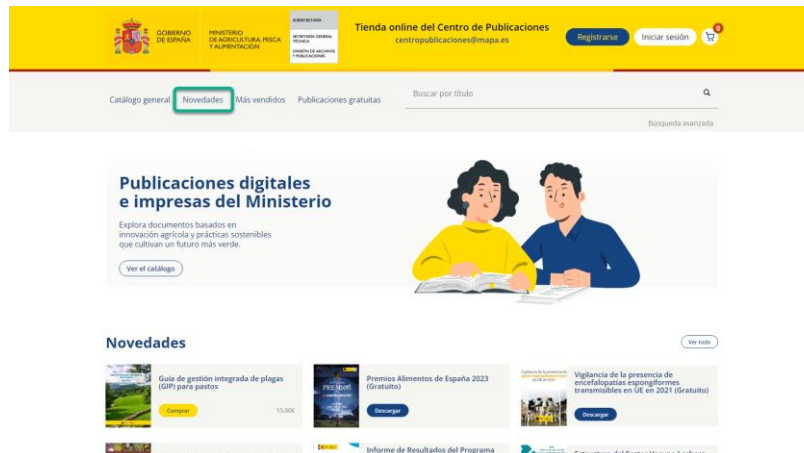 GOBIERNO
DE ESPAÑA
MINISTERIO
DE AGRICULTURA, PESCA
Y ALIMENTACIÓN
SUBSECRETARÍA
SECRETARÍA GENERAL
TÉCNICA
DIVISIÓN DE ARCHIVOS
Y PUBLICACIONES
Tienda online del Centro de Publicaciones
centropublicaciones@mapa.es
Registrarse
Iniciar sesión
0
Catálogo general Novedades Más vendidos Publicaciones gratuitas
Buscar por título
Búsqueda avanzada
Publicaciones digitales
e impresas del Ministerio
Explora documentos basados en
innovación agrícola y prácticas sostenibles
que cultivan un futuro más verde.
Ver el catálogo
Novedades
Ver todo
Guía de gestión integrada de plagas
(GIP) para pastos
Comprar
15,00€
PREMIOS
Premios Alimentos de España 2023
(Gratuito)
Descargar
Vigilancia de la presencia de
encefalopatías espongiformes
transmisibles en UE en 2021 (Gratuito)
Descargar
Informe de Resultados del Programa